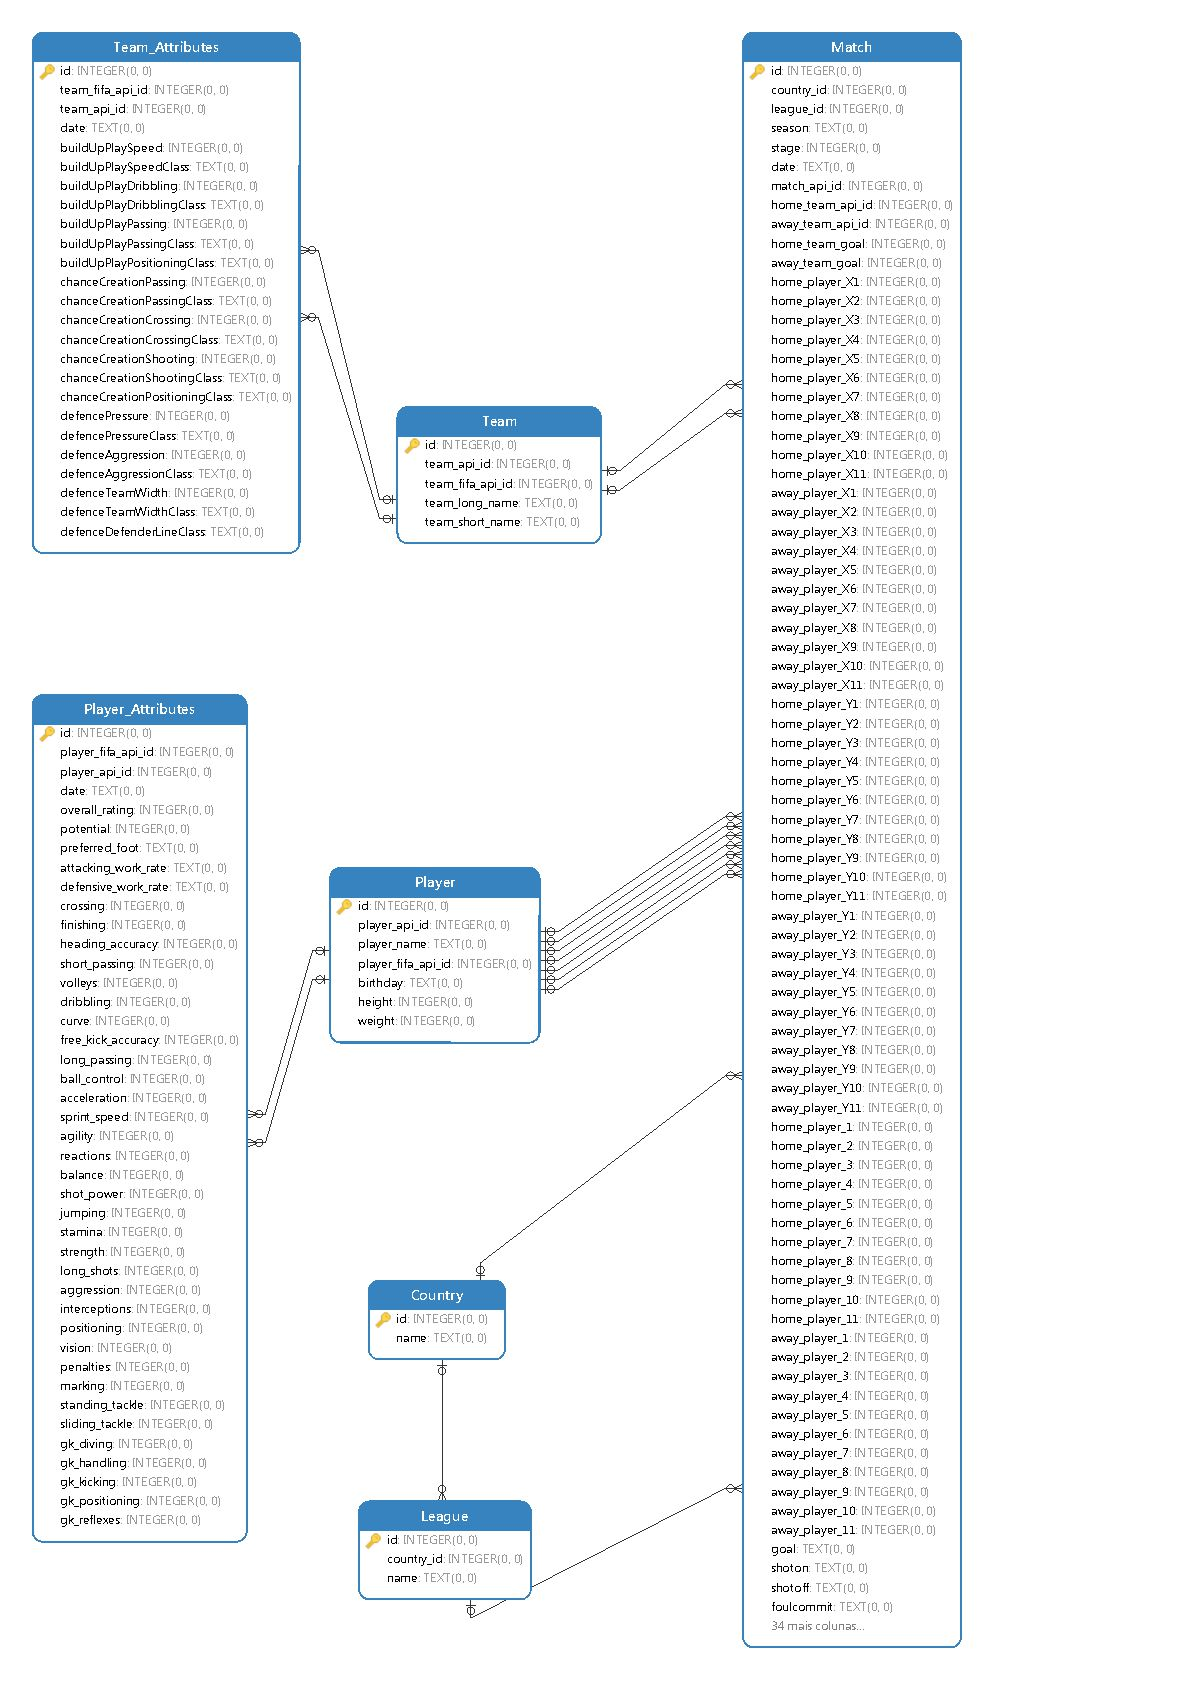 Team_Attributes
id: INTEGER(0, 0)
team_fifa_api_id: INTEGER(0, 0)
team_api_id: INTEGER(0, 0)
date: TEXT(0, 0)
buildUpPlaySpeed: INTEGER(0, 0)
buildUpPlaySpeedClass: TEXT(0, 0)
buildUpPlayDribbling: INTEGER(0, 0)
buildUpPlayDribblingClass: TEXT(0, 0)
buildUpPlayPassing: INTEGER(0, 0)
buildUpPlayPassingClass: TEXT(0, 0)
buildUpPlayPositioningClass: TEXT(0, 0)
chanceCreationPassing: INTEGER(0, 0)
chanceCreationPassingClass: TEXT(0, 0)
chanceCreationCrossing: INTEGER(0, 0)
chanceCreationCrossingClass: TEXT(0, 0)
chanceCreationShooting: INTEGER(0, 0)
chanceCreationShootingClass: TEXT(0, 0)
chanceCreationPositioningClass: TEXT(0, 0)
defencePressure: INTEGER(0, 0)
defencePressureClass: TEXT(0, 0)
defenceAggression: INTEGER(0, 0)
defenceAggressionClass: TEXT(0, 0)
defenceTeamWidth: INTEGER(0, 0)
defenceTeamWidthClass: TEXT(0, 0)
defenceDefenderLineClass: TEXT(0, 0)
Team
id: INTEGER(0, 0)
team_api_id: INTEGER(0, 0)
team_fifa_api_id: INTEGER(0, 0)
team_long_name: TEXT(0, 0)
team_short_name: TEXT(0, 0)
Player_Attributes
id: INTEGER(0, 0)
player_fifa_api_id: INTEGER(0, 0)
player_api_id: INTEGER(0, 0)
date: TEXT(0, 0)
overall_rating: INTEGER(0, 0)
potential: INTEGER(0, 0)
preferred_foot: TEXT(0, 0)
attacking_work_rate: TEXT(0, 0)
defensive_work_rate: TEXT(0, 0)
crossing: INTEGER(0, 0)
finishing: INTEGER(0, 0)
heading_accuracy: INTEGER(0, 0)
short_passing: INTEGER(0, 0)
volleys: INTEGER(0, 0)
dribbling: INTEGER(0, 0)
curve: INTEGER(0, 0)
free_kick_accuracy: INTEGER(0, 0)
long_passing: INTEGER(0, 0)
ball_control: INTEGER(0, 0)
acceleration: INTEGER(0, 0)
sprint_speed: INTEGER(0, 0)
agility: INTEGER(0, 0)
reactions: INTEGER(0, 0)
balance: INTEGER(0, 0)
shot_power: INTEGER(0, 0)
jumping: INTEGER(0, 0)
stamina: INTEGER(0, 0)
strength: INTEGER(0, 0)
long_shots: INTEGER(0, 0)
aggression: INTEGER(0, 0)
interceptions: INTEGER(0, 0)
positioning: INTEGER(0, 0)
vision: INTEGER(0, 0)
penalties: INTEGER(0, 0)
marking: INTEGER(0, 0)
standing_tackle: INTEGER(0, 0)
sliding_tackle: INTEGER(0, 0)
gk_diving: INTEGER(0, 0)
gk_handling: INTEGER(0, 0)
gk_kicking: INTEGER(0, 0)
gk_positioning: INTEGER(0, 0)
gk_reflexes: INTEGER(0, 0)
Player
id: INTEGER(0, 0)
player_api_id: INTEGER(0, 0)
player_name: TEXT(0, 0)
player_fifa_api_id: INTEGER(0, 0)
birthday: TEXT(0, 0)
height: INTEGER(0, 0)
weight: INTEGER(0, 0)
Country
id: INTEGER(0, 0)
name: TEXT(0, 0)
League
id: INTEGER(0, 0)
country_id: INTEGER(0, 0)
name: TEXT(0, 0)
Match
id: INTEGER(0, 0)
country_id: INTEGER(0, 0)
league_id: INTEGER(0, 0)
season: TEXT(0, 0)
stage: INTEGER(0, 0)
date: TEXT(0, 0)
match_api_id: INTEGER(0, 0)
home_team_api_id: INTEGER(0, 0)
away_team_api_id: INTEGER(0, 0)
home_team_goal: INTEGER(0, 0)
away_team_goal: INTEGER(0, 0)
home_player_X1: INTEGER(0, 0)
home_player_X2: INTEGER(0, 0)
home_player_X3: INTEGER(0, 0)
home_player_X4: INTEGER(0, 0)
home_player_X5: INTEGER(0, 0)
home_player_X6: INTEGER(0, 0)
home_player_X7: INTEGER(0, 0)
home_player_X8: INTEGER(0, 0)
home_player_X9: INTEGER(0, 0)
home_player_X10: INTEGER(0, 0)
home_player_X11: INTEGER(0, 0)
away_player_X1: INTEGER(0, 0)
away_player_X2: INTEGER(0, 0)
away_player_X3: INTEGER(0, 0)
away_player_X4: INTEGER(0, 0)
away_player_X5: INTEGER(0, 0)
away_player_X6: INTEGER(0, 0)
away_player_X7: INTEGER(0, 0)
away_player_X8: INTEGER(0, 0)
away_player_X9: INTEGER(0, 0)
away_player_X10: INTEGER(0, 0)
away_player_X11: INTEGER(0, 0)
home_player_Y1: INTEGER(0, 0)
home_player_Y2: INTEGER(0, 0)
home_player_Y3: INTEGER(0, 0)
home_player_Y4: INTEGER(0, 0)
home_player_Y5: INTEGER(0, 0)
home_player_Y6: INTEGER(0, 0)
home_player_Y7: INTEGER(0, 0)
home_player_Y8: INTEGER(0, 0)
home_player_Y9: INTEGER(0, 0)
home_player_Y10: INTEGER(0, 0)
home_player_Y11: INTEGER(0, 0)
away_player_Y1: INTEGER(0, 0)
away_player_Y2: INTEGER(0, 0)
away_player_Y3: INTEGER(0, 0)
away_player_Y4: INTEGER(0, 0)
away_player_Y5: INTEGER(0, 0)
away_player_Y6: INTEGER(0, 0)
away_player_Y7: INTEGER(0, 0)
away_player_Y8: INTEGER(0, 0)
away_player_Y9: INTEGER(0, 0)
away_player_Y10: INTEGER(0, 0)
away_player_Y11: INTEGER(0, 0)
home_player_1: INTEGER(0, 0)
home_player_2: INTEGER(0, 0)
home_player_3: INTEGER(0, 0)
home_player_4: INTEGER(0, 0)
home_player_5: INTEGER(0, 0)
home_player_6: INTEGER(0, 0)
home_player_7: INTEGER(0, 0)
home_player_8: INTEGER(0, 0)
home_player_9: INTEGER(0, 0)
home_player_10: INTEGER(0, 0)
home_player_11: INTEGER(0, 0)
away_player_1: INTEGER(0, 0)
away_player_2: INTEGER(0, 0)
away_player_3: INTEGER(0, 0)
away_player_4: INTEGER(0, 0)
away_player_5: INTEGER(0, 0)
away_player_6: INTEGER(0, 0)
away_player_7: INTEGER(0, 0)
away_player_8: INTEGER(0, 0)
away_player_9: INTEGER(0, 0)
away_player_10: INTEGER(0, 0)
away_player_11: INTEGER(0, 0)
goal: TEXT(0, 0)
shoton: TEXT(0, 0)
shotoff: TEXT(0, 0)
foulcommit: TEXT(0, 0)
34 mais colunas...